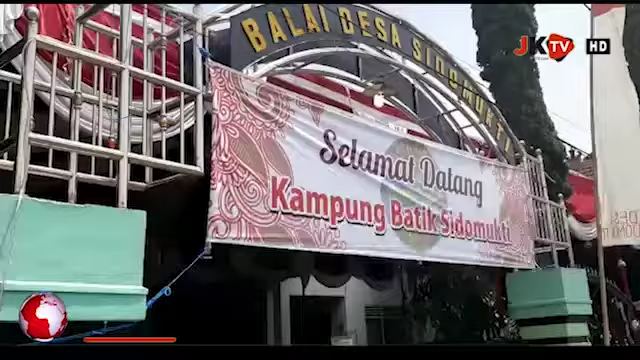 BALAI DESA SIDOMUKTI
JKTV HD
Selamat Datang
Kampung Batik Sidomukti